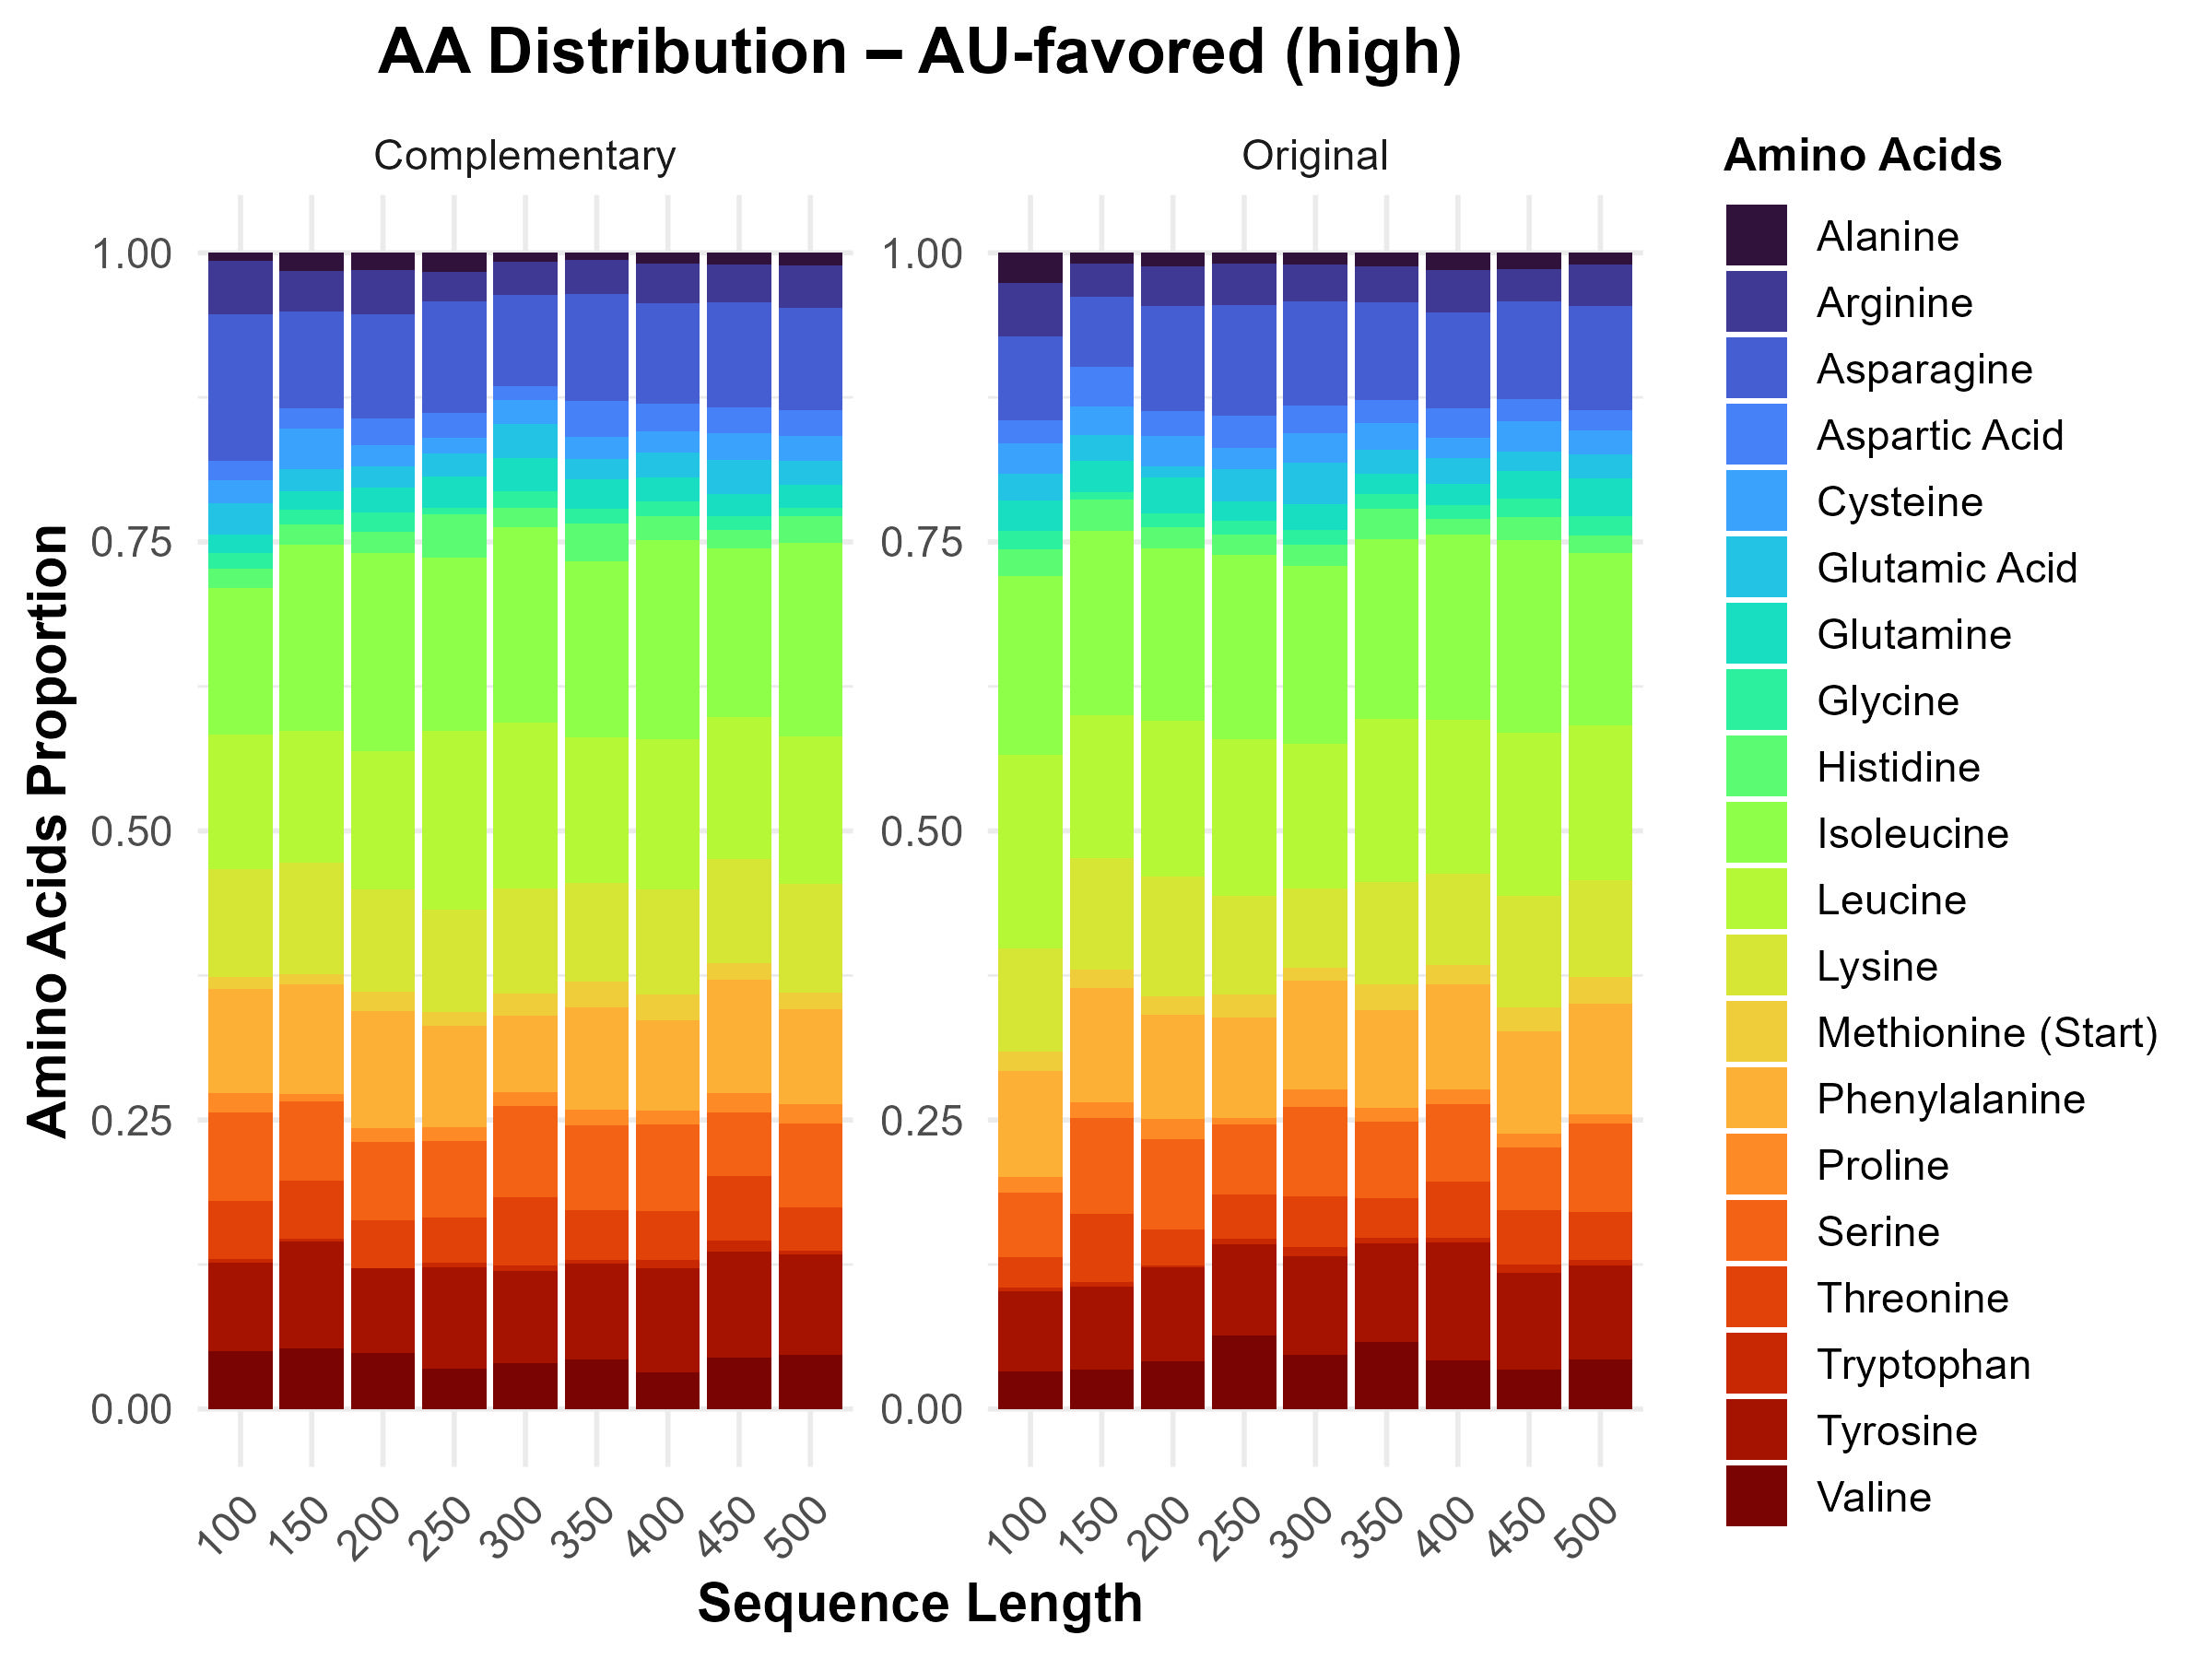 AA Distribution – AU-favored (high)
Complementary
Original
Amino Acids Proportion
1.00
0.75
0.50
0.25
0.00
1.00
0.75
0.50
0.25
0.00
100 150 200 250 300 350 400 450 500
100 150 200 250 300 350 400 450 500
Sequence Length
Amino Acids
Alanine
Arginine
Asparagine
Aspartic Acid
Cysteine
Glutamic Acid
Glutamine
Glycine
Histidine
Isoleucine
Leucine
Lysine
Methionine (Start)
Phenylalanine
Proline
Serine
Threonine
Tryptophan
Tyrosine
Valine